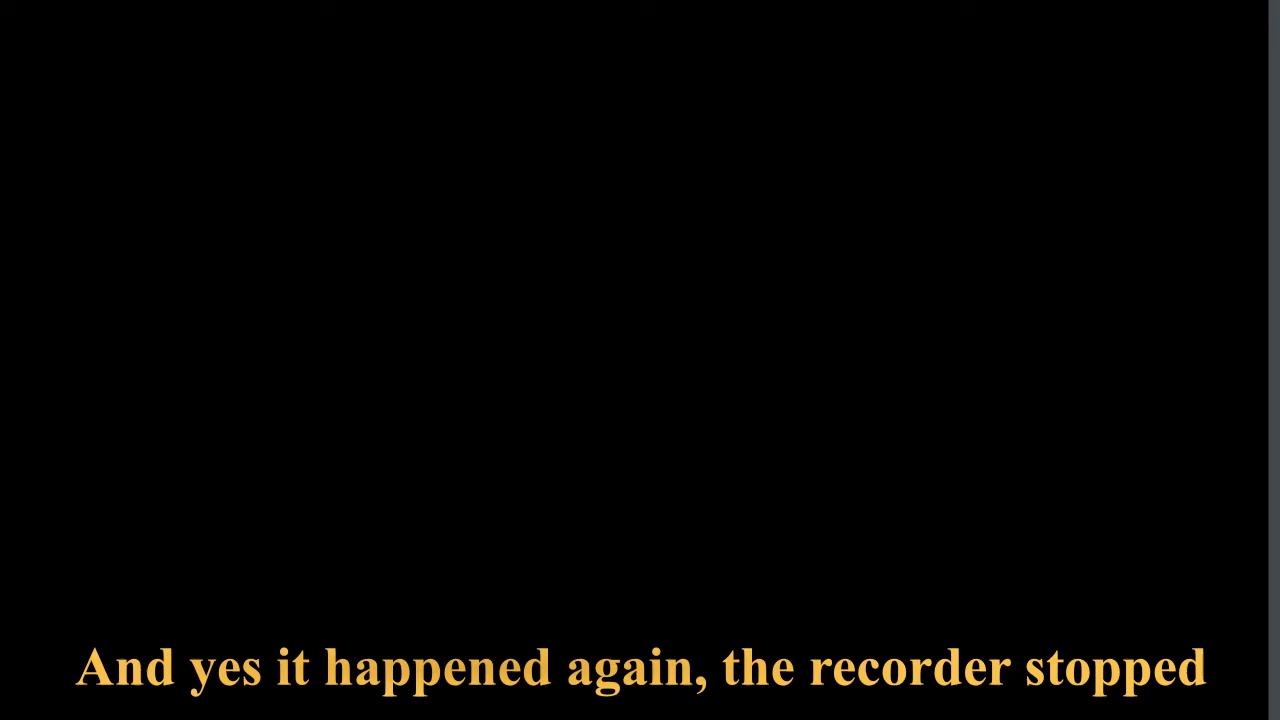 And yes it happened again, the recorder stopped